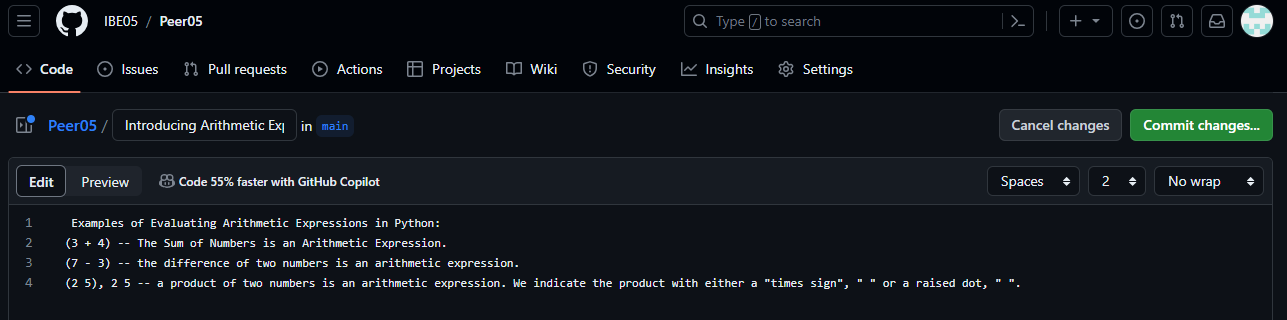 IBE05 / Peer05
Type / to search
Code Issues Pull requests Actions Projects Wiki Security Insights Settings
Peer05 / Introducing Arithmetic Exp in main Cancel changes Commit changes...
Edit Preview Code 55% faster with GitHub Copilot Spaces 2 No wrap
1 Examples of Evaluating Arithmetic Expressions in Python:
2 (3 + 4) -- The Sum of Numbers is an Arithmetic Expression.
3 (7 - 3) -- the difference of two numbers is an arithmetic expression.
4 (2 5), 2 5 -- a product of two numbers is an arithmetic expression. We indicate the product with either a "times sign", " " or a raised dot, " ".